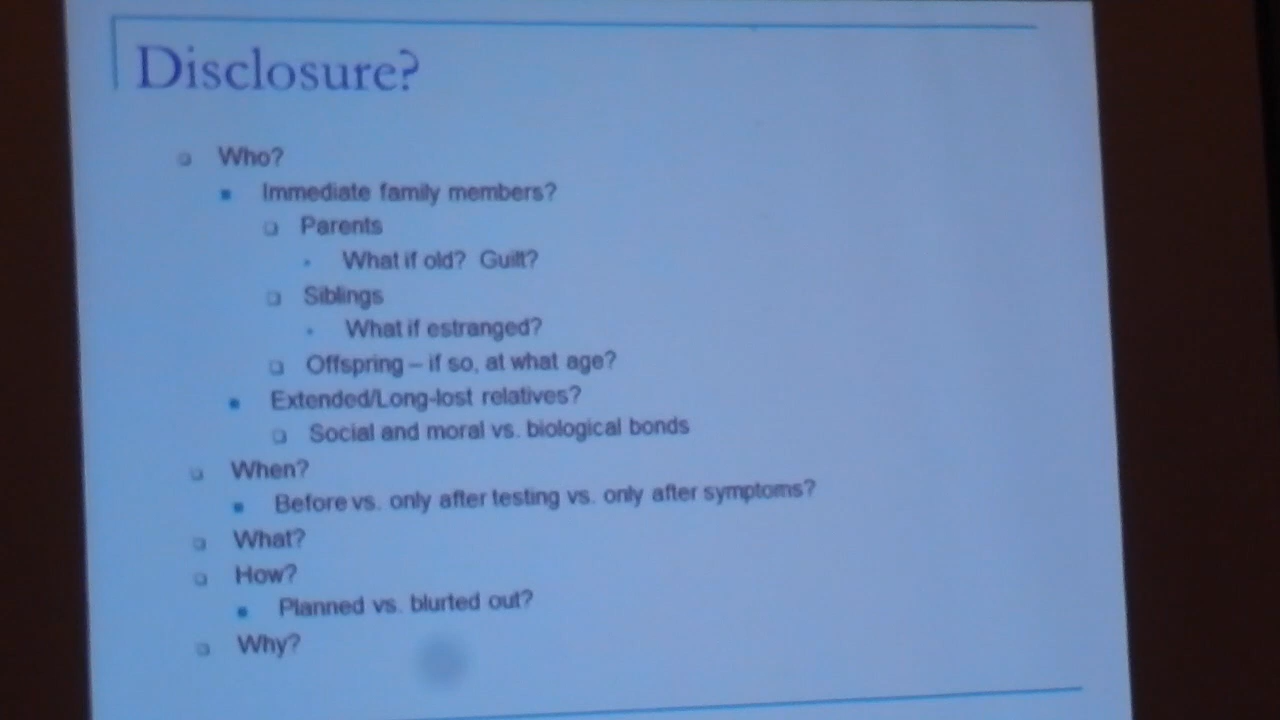 Disclosure?
Who?
Immediate family members?
Parents
What if old? Guilt?
Siblings
What if estranged?
Offspring – if so, at what age?
Extended/Long-lost relatives?
Social and moral vs. biological bonds
When?
Before vs. only after testing vs. only after symptoms?
What?
How?
Planned vs. blurted out?
Why?